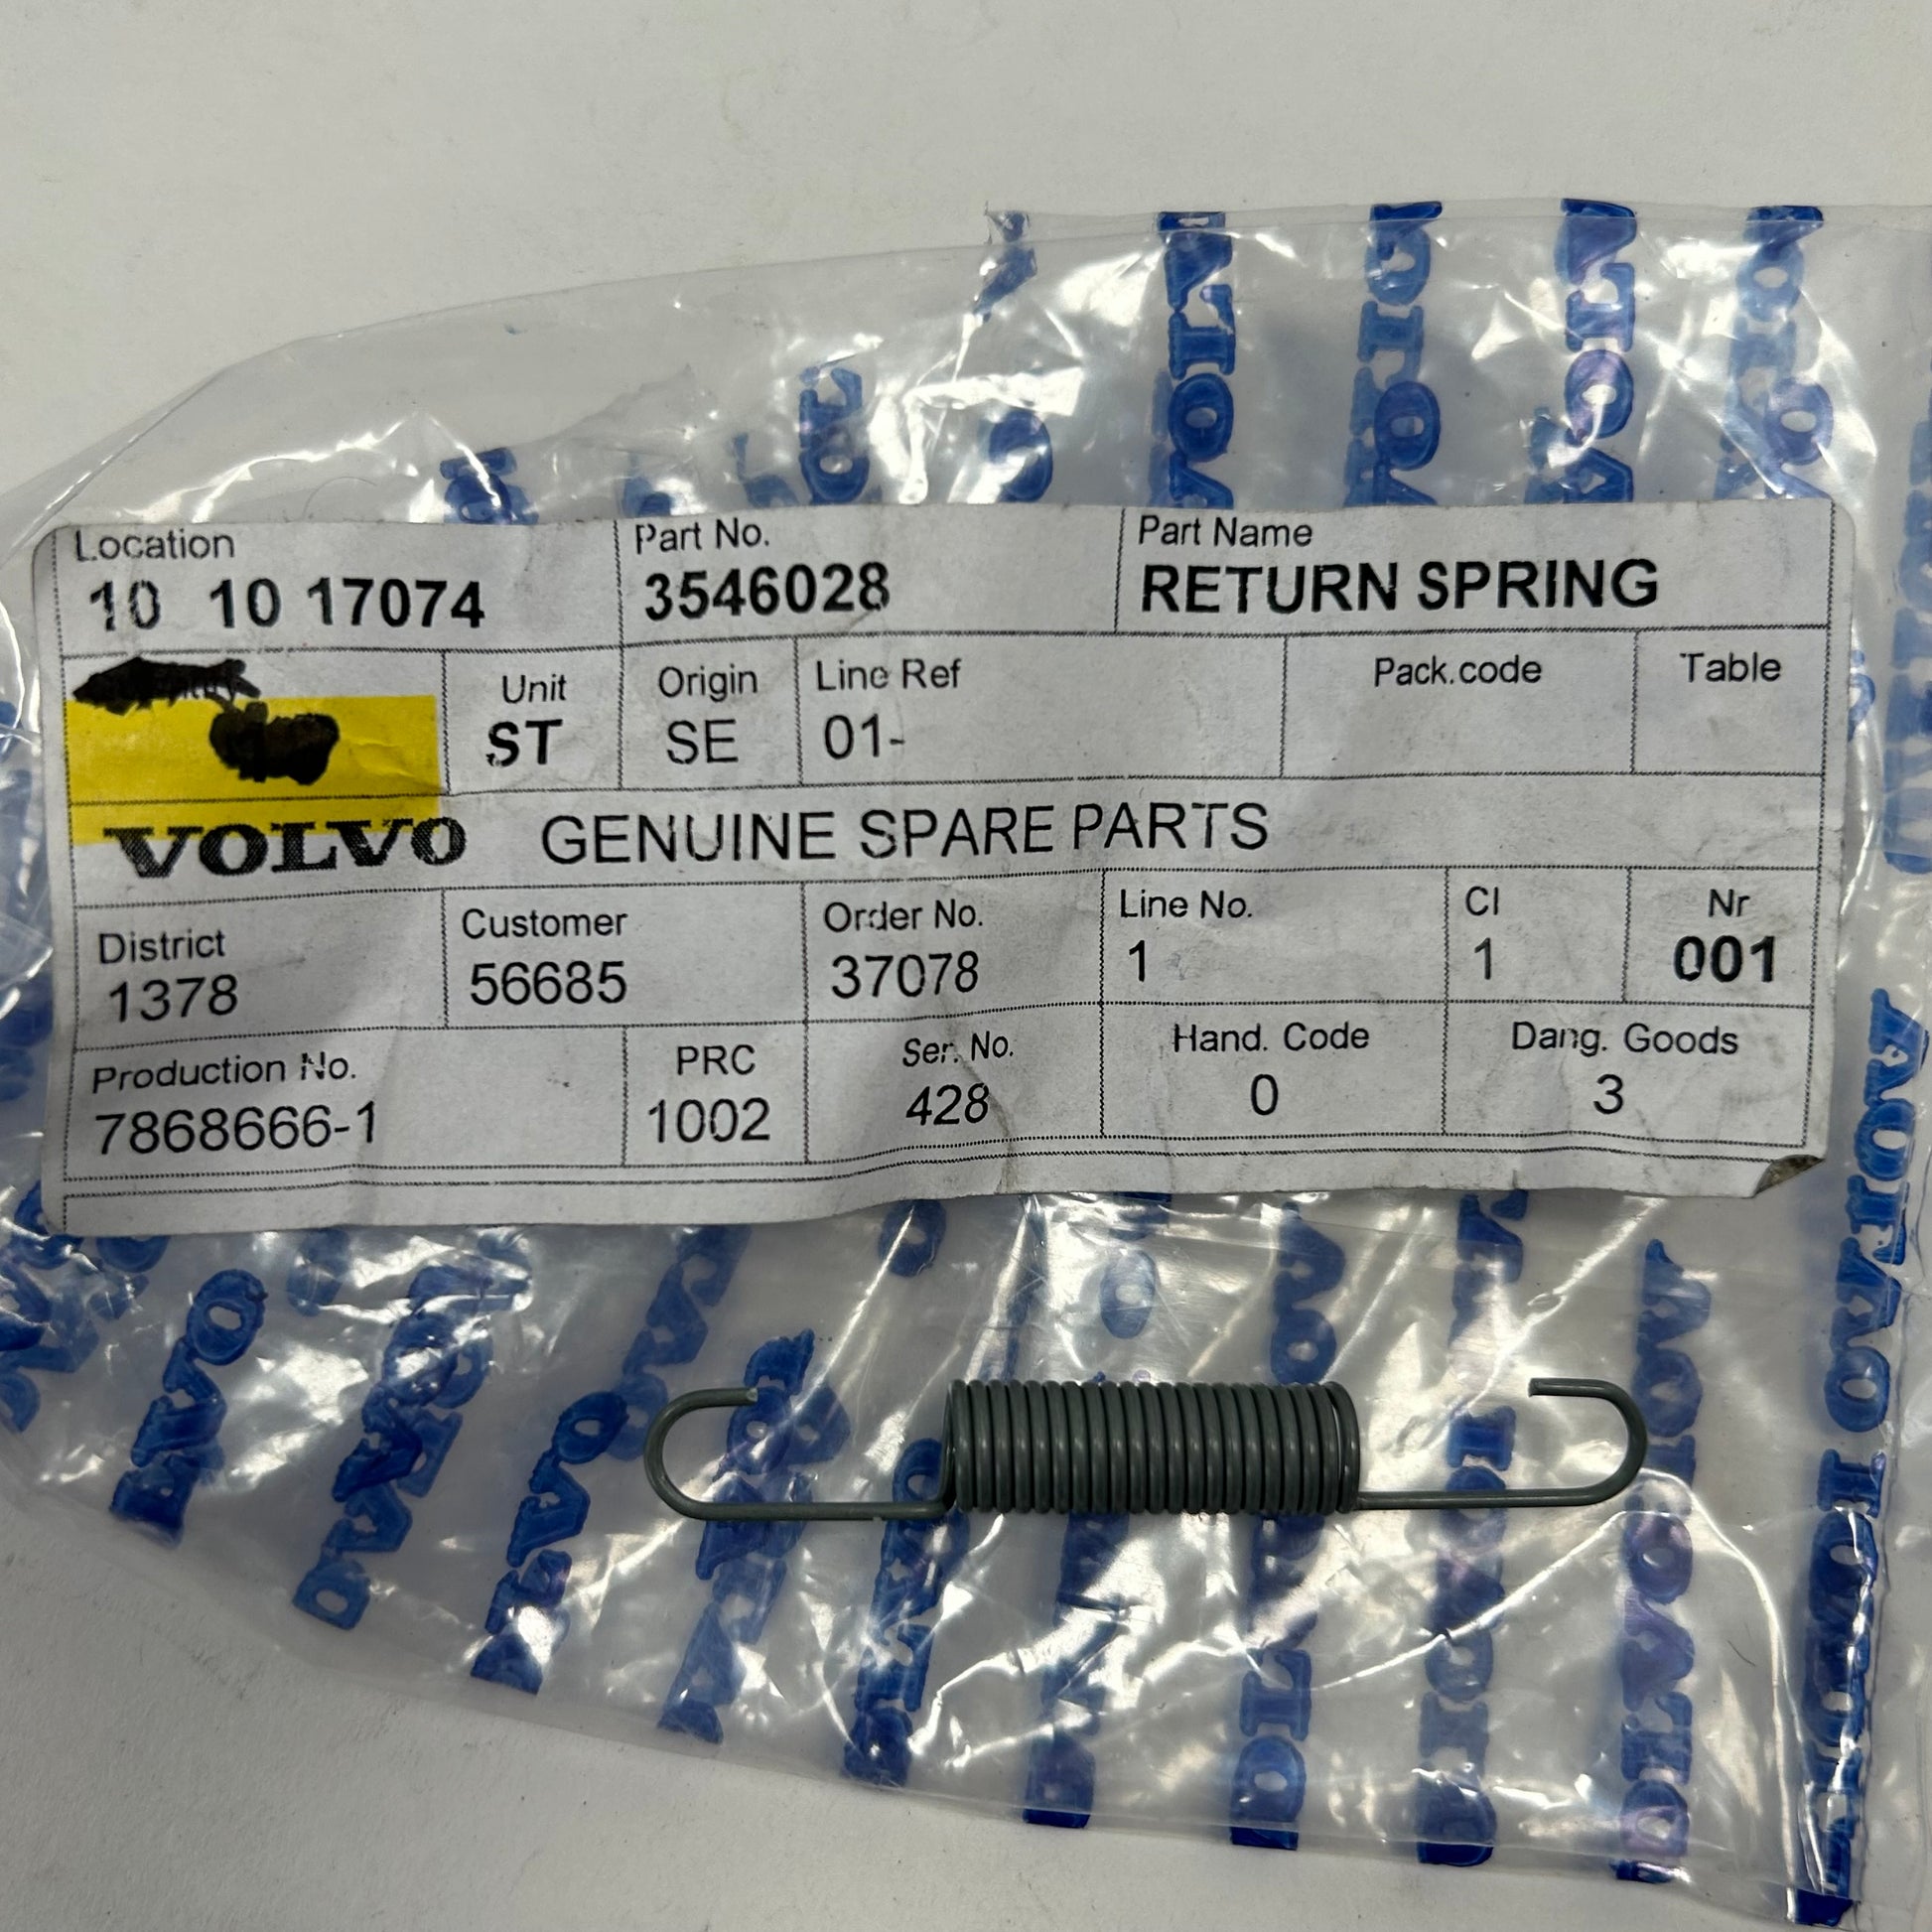 Location Part No. Part Name
10 10 17074 3546028 RETURN SPRING
Unit Origin Line Ref Pack.code Table
ST SE 01-
VOLVO GENUINE SPARE PARTS
District Customer Order No. Line No. Cl Nr
1378 56685 37078 1 1 001
Production No. PRC Ser. No. Hand. Code Dang. Goods
7868666-1 1002 428 0 3
VOLVO